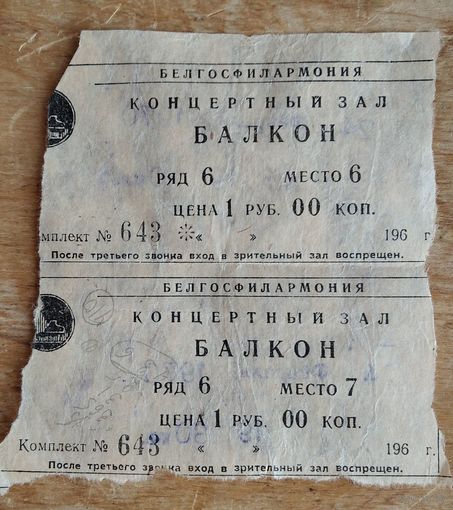 БЕЛГОСФИЛАРМОНИЯ
КОНЦЕРТНЫЙ ЗАЛ
БАЛКОН
РЯД 6 МЕСТО 6
ЦЕНА 1 РУБ. 00 КОП.
мплект № 643 ※« » 196 г.
После третьего звонка вход в зрительный зал воспрещен.
БЕЛГОСФИЛАРМОНИЯ
КОНЦЕРТНЫЙ ЗАЛ
БАЛКОН
РЯД 6 МЕСТО 7
ЦЕНА 1 РУБ. 00 КОП.
Комплект № 643 « » 196 г.
После третьего звонка вход в зрительный зал воспрещен.